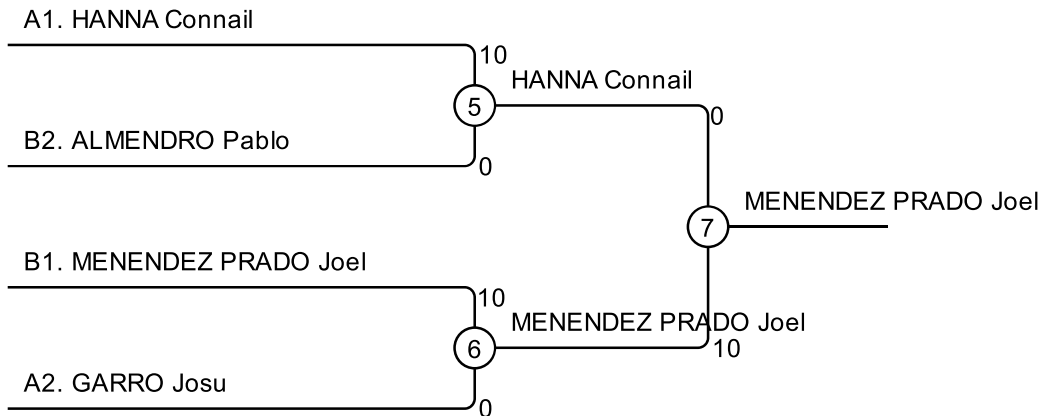 A1. HANNA Connail
10
HANNA Connail
5
0
B2. ALMENDRO Pablo
0
MENENDEZ PRADO Joel
7
B1. MENENDEZ PRADO Joel
10
MENENDEZ PRADO Joel
6
10
A2. GARRO Josu
0